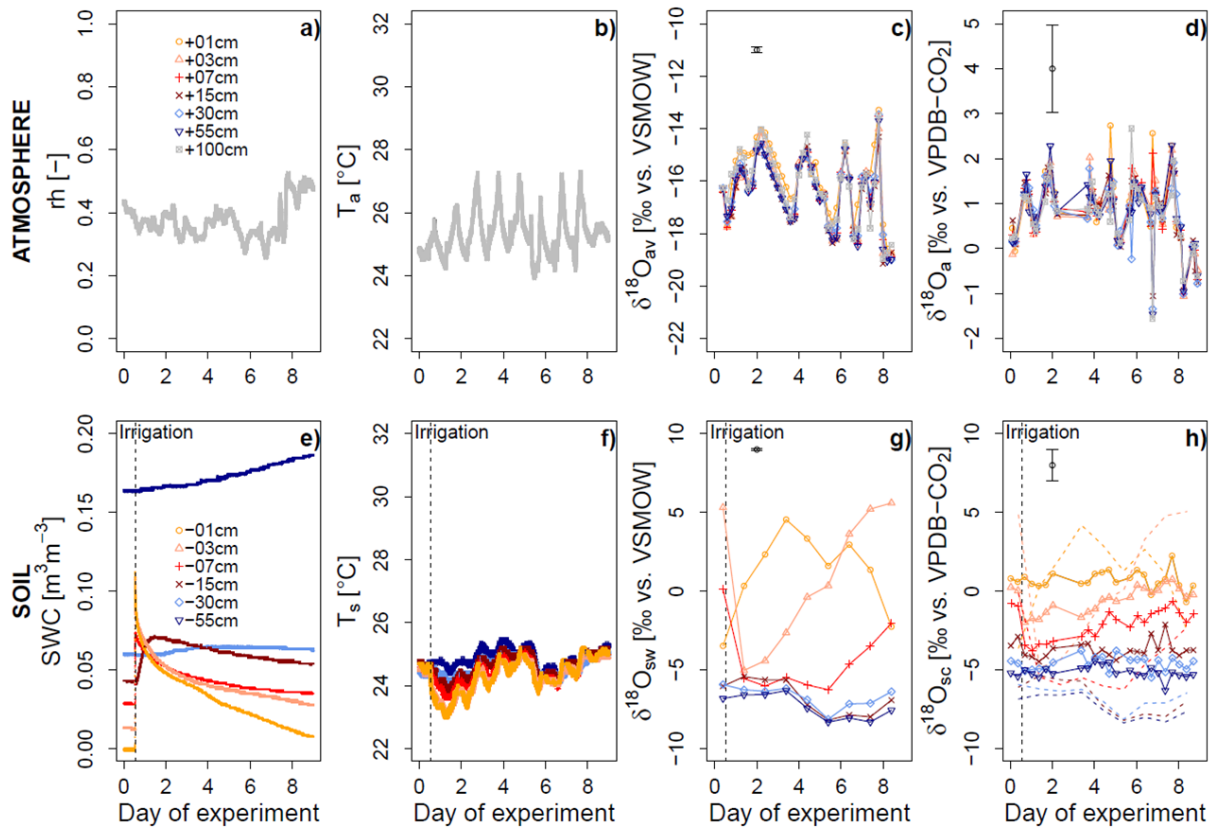 ATMOSPHERE
rh [−]
1.0
0.8
0.6
0.4
0.2
0.0
a)
+01cm
+03cm
+07cm
+15cm
+30cm
+55cm
+100cm
0 2 4 6 8
Tₐ [°C]
32
30
28
26
24
22
b)
0 2 4 6 8
δ¹⁸Oₐᵥ [‰ vs. VSMOW]
−10
−12
−14
−16
−18
−20
−22
c)
0 2 4 6 8
δ¹⁸Oₐ [‰ vs. VPDB−CO₂]
5
4
3
2
1
0
−1
−2
d)
0 2 4 6 8
SOIL
SWC [m³m⁻³]
0.20
0.15
0.10
0.05
0.00
Irrigation
e)
−01cm
−03cm
−07cm
−15cm
−30cm
−55cm
0 2 4 6 8
Day of experiment
Tₛ [°C]
32
30
28
26
24
22
Irrigation
f)
0 2 4 6 8
Day of experiment
δ¹⁸Osw [‰ vs. VSMOW]
10
5
0
−5
−10
Irrigation
g)
0 2 4 6 8
Day of experiment
δ¹⁸Osc [‰ vs. VPDB−CO₂]
10
5
0
−5
−10
Irrigation
h)
0 2 4 6 8
Day of experiment